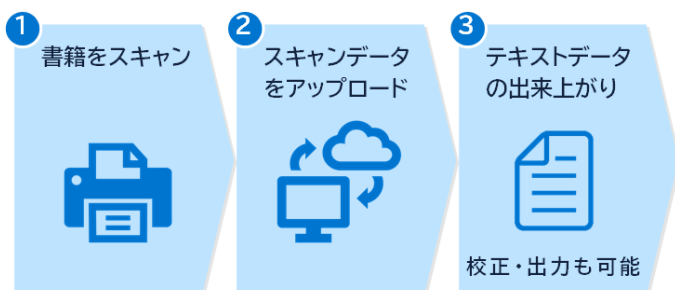 1
書籍をスキャン
2
スキャンデータ
をアップロード
3
テキストデータ
の出来上がり
校正・出力も可能